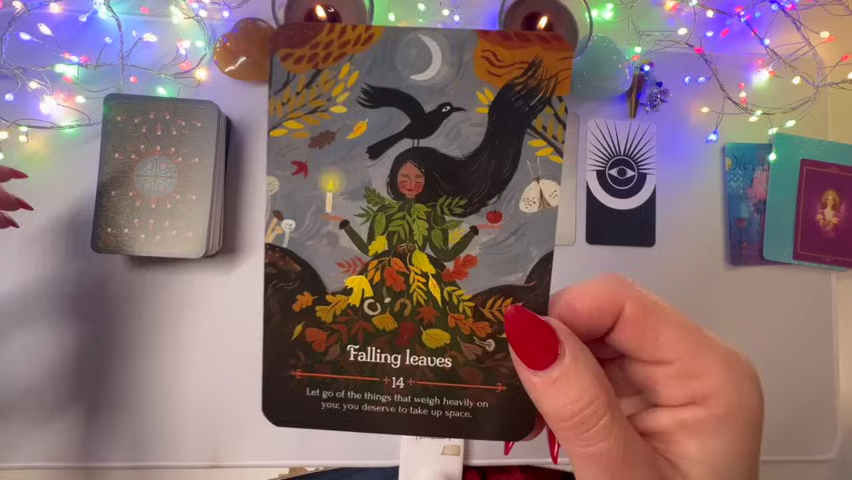 Falling leaves
14
Let go of the things that weigh heavily on
you; you deserve to take up space.